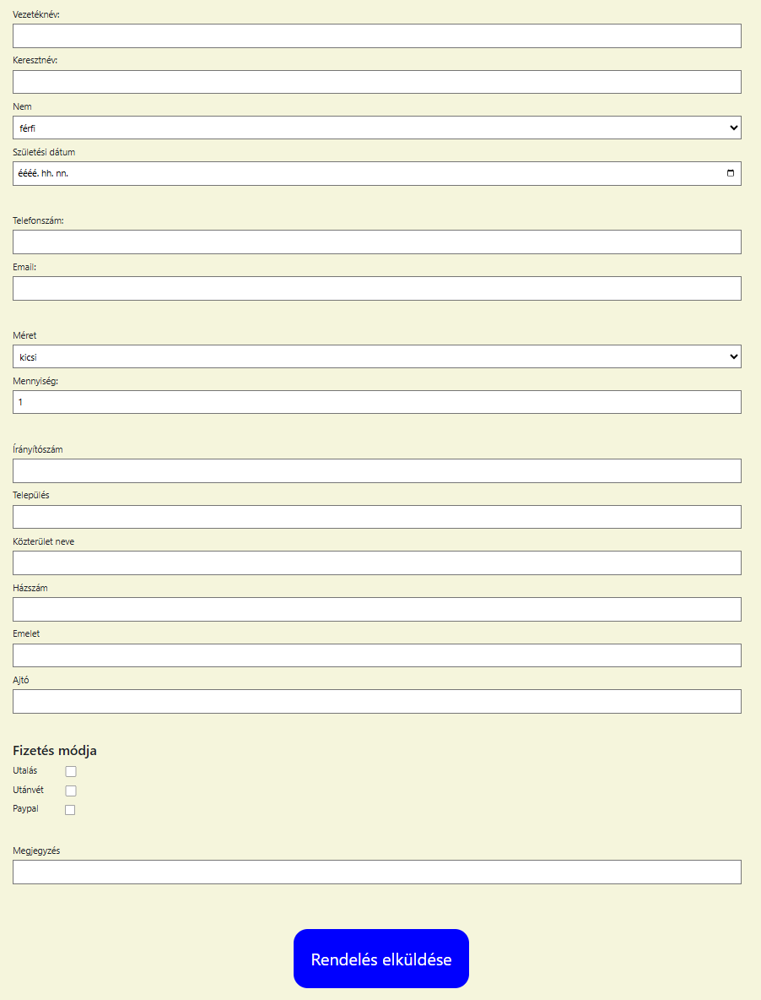 Vezetéknév:
Keresztnév:
Nem
férfi
Születési dátum
éééé. hh. nn.
Telefonszám:
Email:
Méret
kicsi
Mennyiség:
1
Írányítószám
Település
Közterület neve
Házszám
Emelet
Ajtó
Fizetés módja
Utalás
Utánvét
Paypal
Megjegyzés
Rendelés elküldése